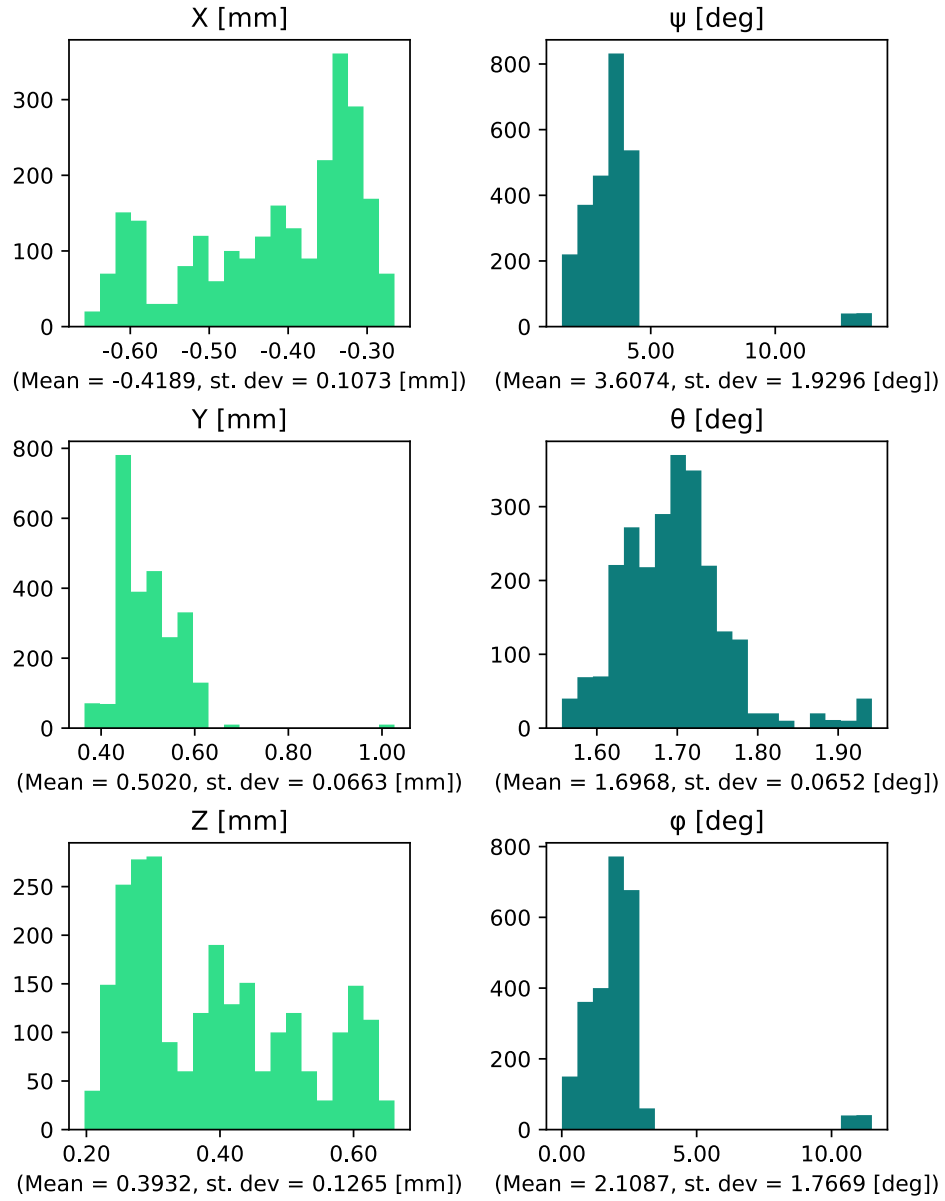 X [mm]
300
200
100
0
-0.60 -0.50 -0.40 -0.30
(Mean = -0.4189, st. dev = 0.1073 [mm])
ψ [deg]
800
600
400
200
0
5.00 10.00
(Mean = 3.6074, st. dev = 1.9296 [deg])
Y [mm]
800
600
400
200
0
0.40 0.60 0.80 1.00
(Mean = 0.5020, st. dev = 0.0663 [mm])
θ [deg]
300
200
100
0
1.60 1.70 1.80 1.90
(Mean = 1.6968, st. dev = 0.0652 [deg])
Z [mm]
250
200
150
100
50
0
0.20 0.40 0.60
(Mean = 0.3932, st. dev = 0.1265 [mm])
φ [deg]
800
600
400
200
0
0.00 5.00 10.00
(Mean = 2.1087, st. dev = 1.7669 [deg])